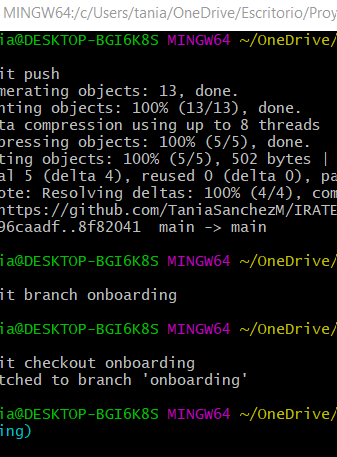 MINGW64:/c/Users/tania/OneDrive/Escritorio/Proy
ia@DESKTOP-BGI6K8S MINGW64 ~/OneDrive/
it push
merating objects: 13, done.
nting objects: 100% (13/13), done.
ta compression using up to 8 threads
pressing objects: 100% (5/5), done.
ting objects: 100% (5/5), 502 bytes |
al 5 (delta 4), reused 0 (delta 0), pa
ote: Resolving deltas: 100% (4/4), com
https://github.com/TaniaSanchezM/IRATE
96caadf..8f82041 main -> main
ia@DESKTOP-BGI6K8S MINGW64 ~/OneDrive/
it branch onboarding
ia@DESKTOP-BGI6K8S MINGW64 ~/OneDrive/
it checkout onboarding
tched to branch 'onboarding'
ia@DESKTOP-BGI6K8S MINGW64 ~/OneDrive/
ing)